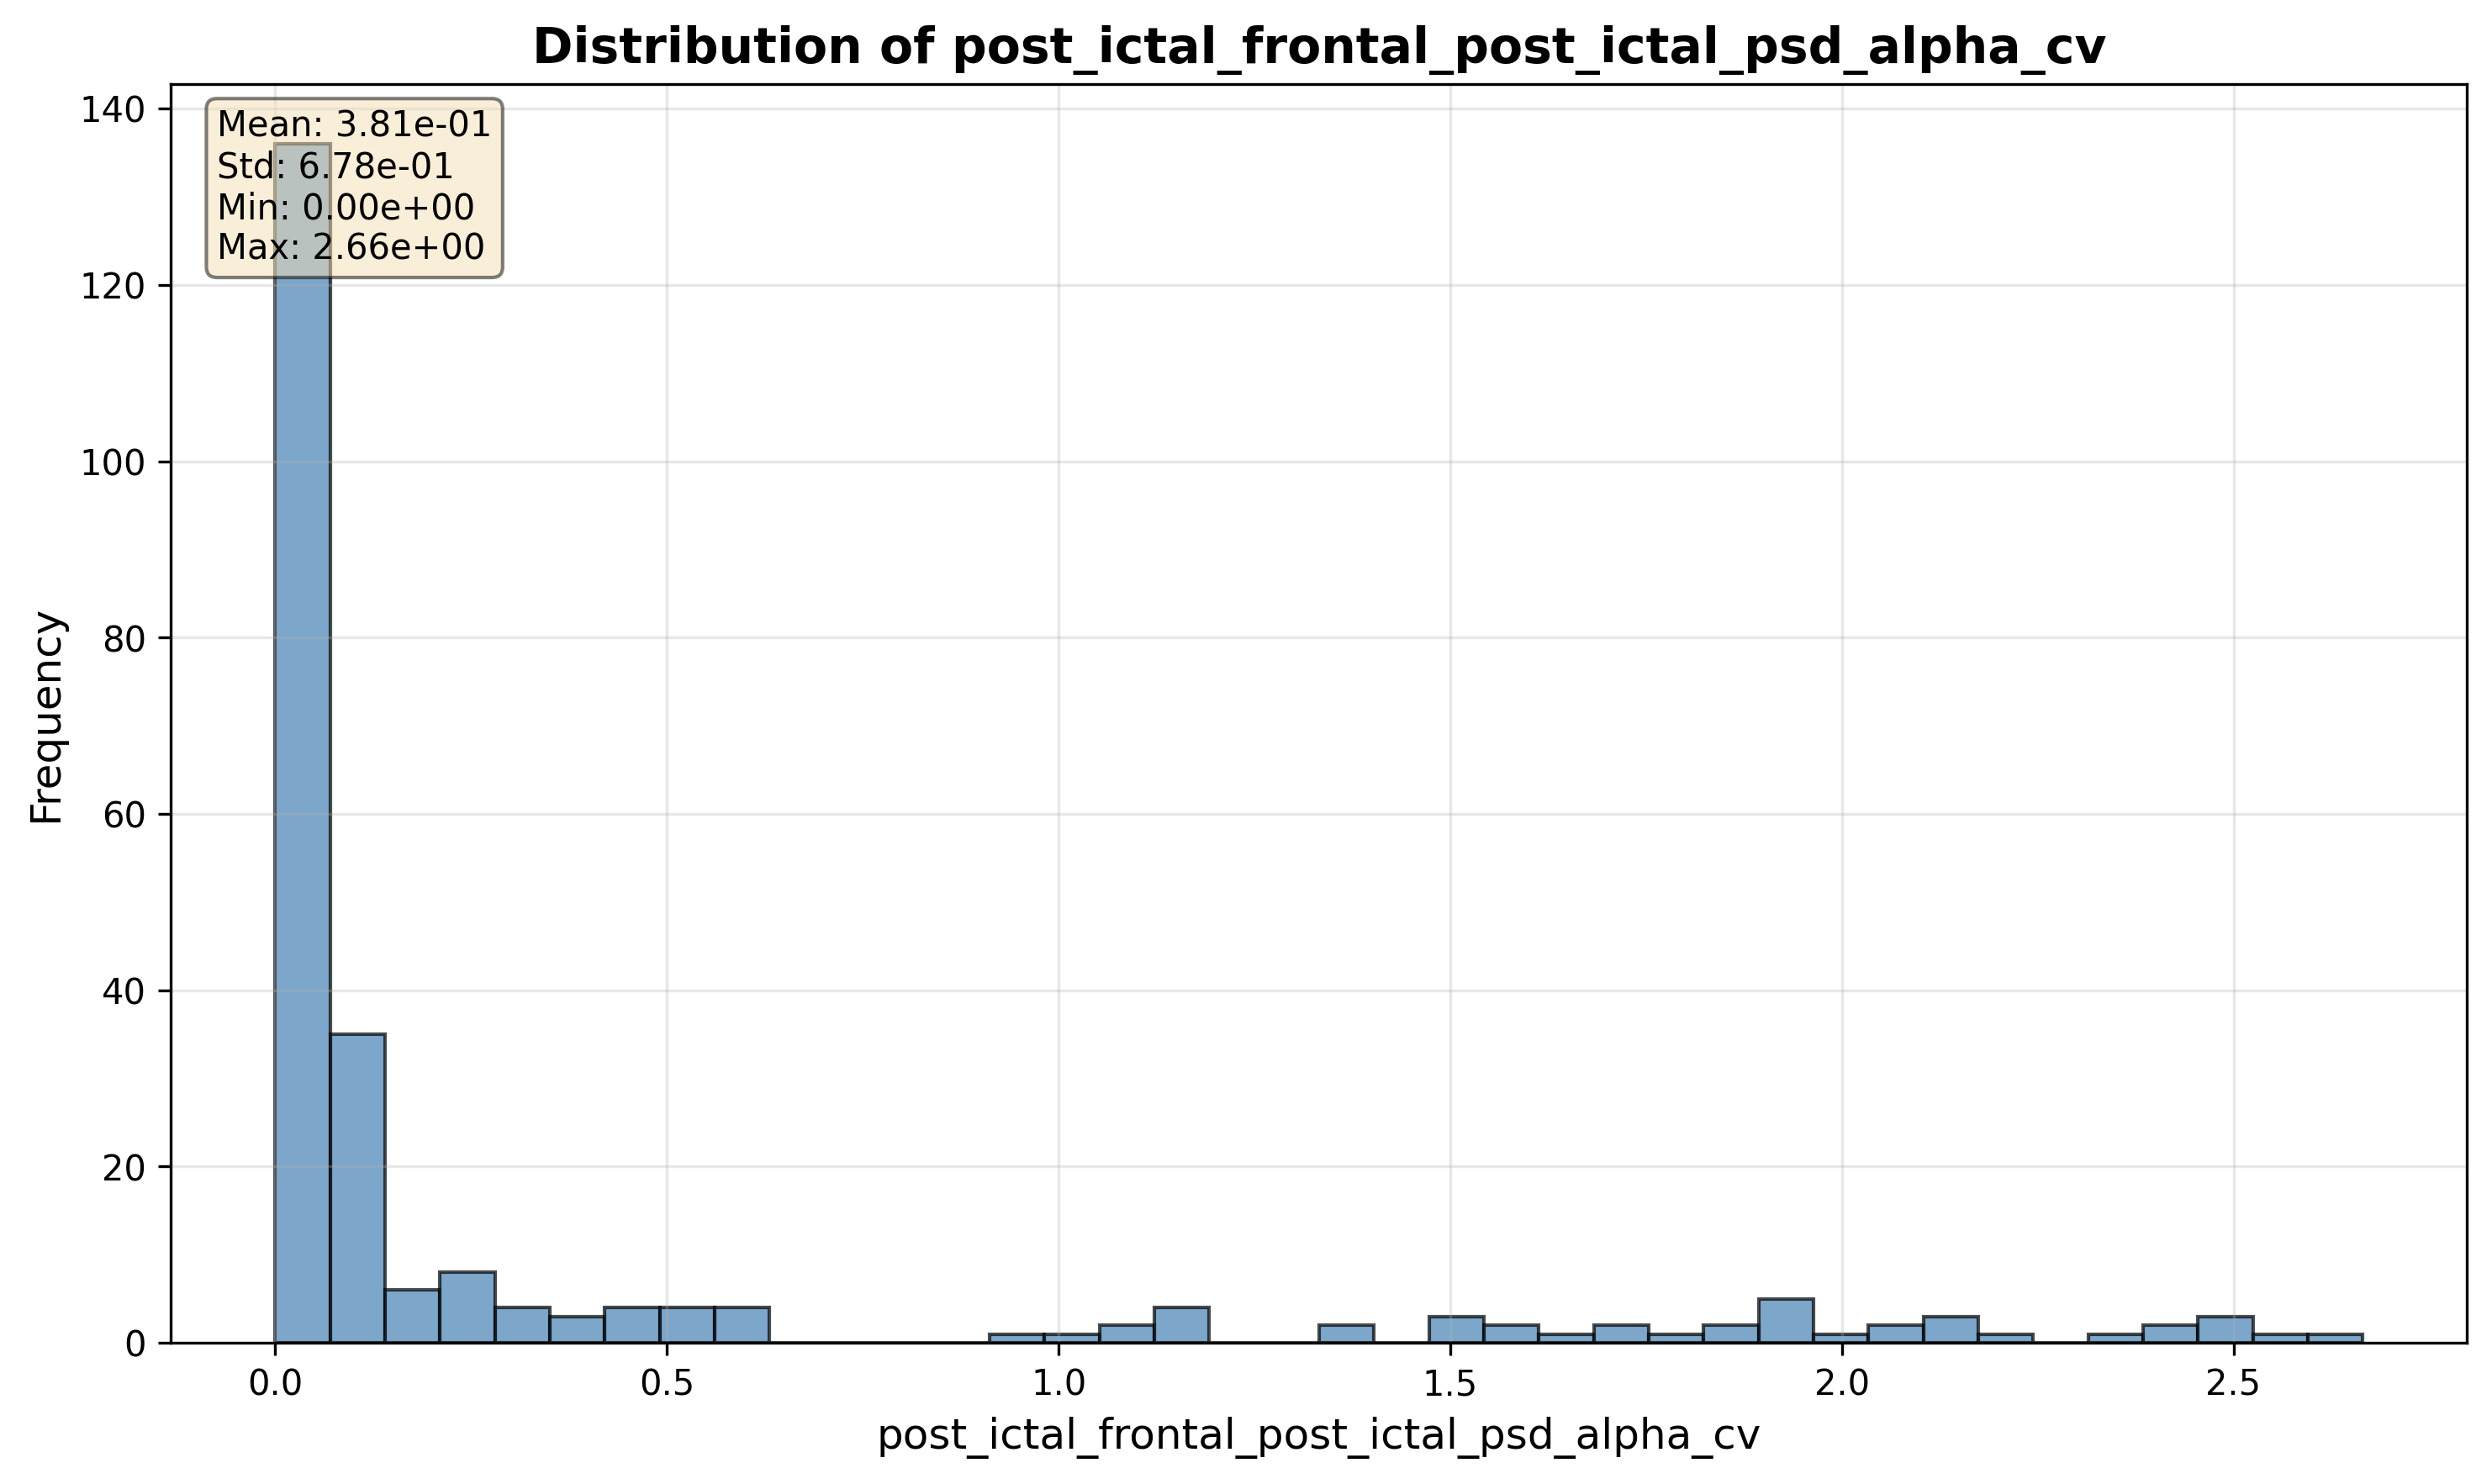 Distribution of post_ictal_frontal_post_ictal_psd_alpha_cv
Mean: 3.81e-01
Std: 6.78e-01
Min: 0.00e+00
Max: 2.66e+00
140
120
100
80
60
40
20
0
Frequency
0.0 0.5 1.0 1.5 2.0 2.5
post_ictal_frontal_post_ictal_psd_alpha_cv